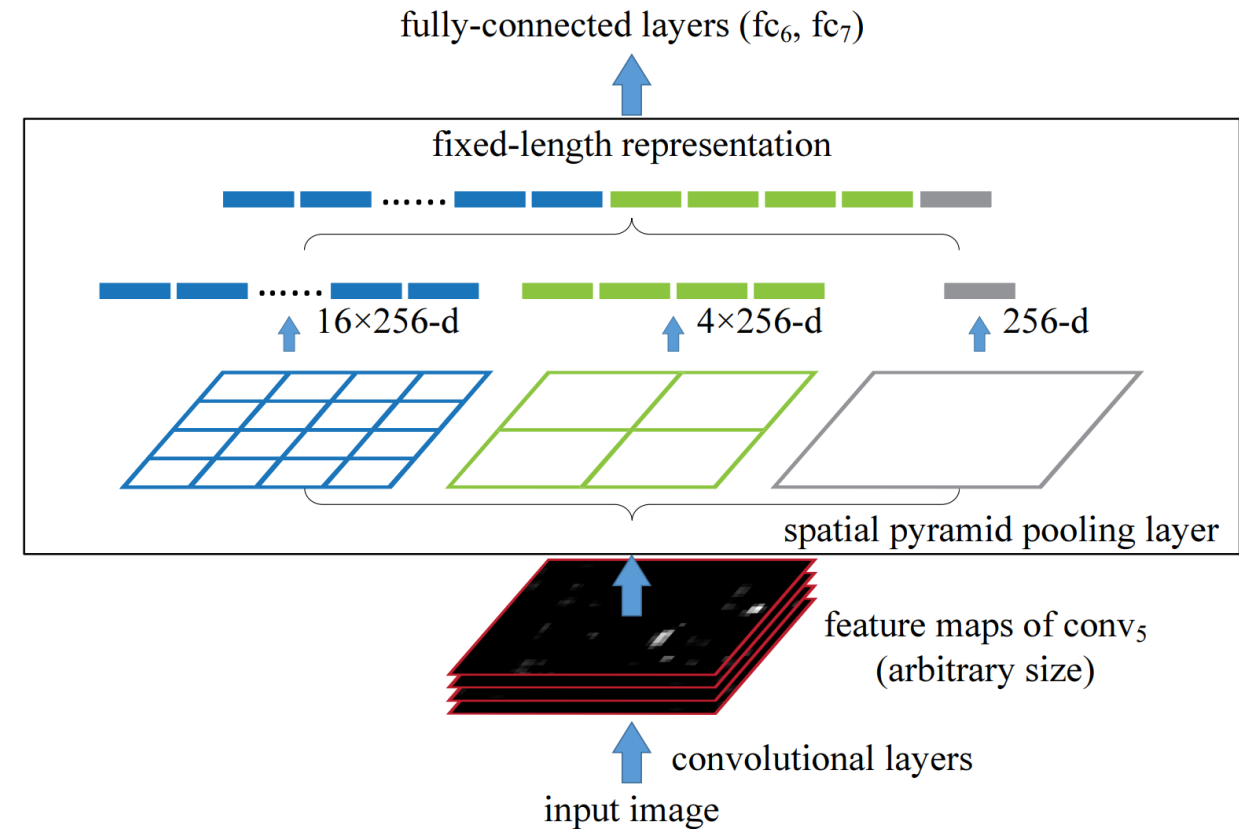 fully-connected layers (fc₆, fc₇)
fixed-length representation
......
......
16×256-d
4×256-d
256-d
spatial pyramid pooling layer
feature maps of conv₅
(arbitrary size)
convolutional layers
input image